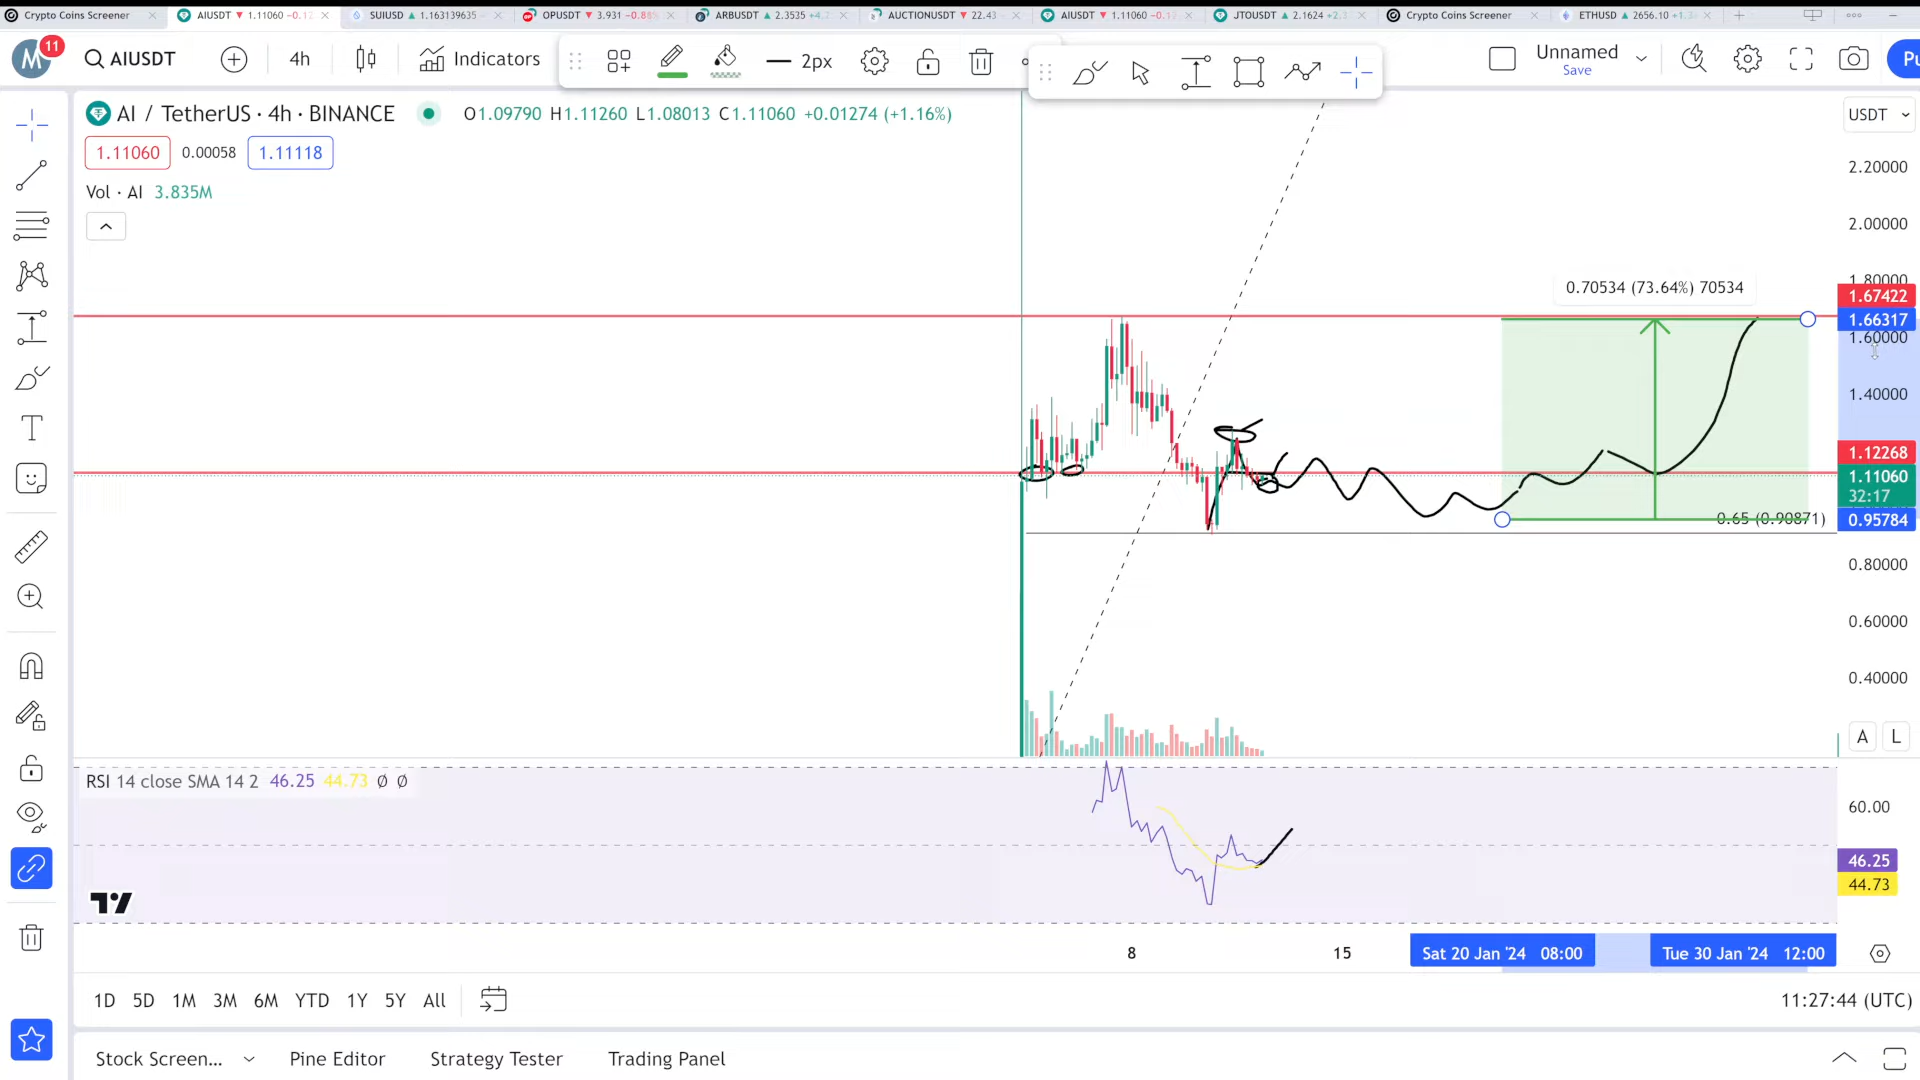 Crypto Coins Screener AIUSDT ▼ 1.11060 SUIUSD ▲ 1.163139635 OPUSDT ▼ 3.931 ARBUSDT ▲ 2.3535 AUCTIONUSDT ▼ 22.43 AIUSDT ▼ 1.11060 JTOUSDT ▲ 2.1624 Crypto Coins Screener ETHUSD ▲ 2656.10
M 11 AIUSDT 4h Indicators 2px Unnamed Save
AI / TetherUS · 4h · BINANCE O1.09790 H1.11260 L1.08013 C1.11060 +0.01274 (+1.16%) USDT
1.11060 0.00058 1.11118
2.20000
Vol · AI 3.835M
2.00000
1.80000
0.70534 (73.64%) 70534
1.67422
1.66317
1.60000
1.40000
1.12268
1.11060
32:17
0.65 (0.90871) 0.95784
0.80000
0.60000
0.40000
A L
RSI 14 close SMA 14 2 46.25 44.73 Ø Ø
60.00
46.25
44.73
8 15 Sat 20 Jan '24 08:00 Tue 30 Jan '24 12:00
1D 5D 1M 3M 6M YTD 1Y 5Y All 11:27:44 (UTC)
Stock Screen... Pine Editor Strategy Tester Trading Panel